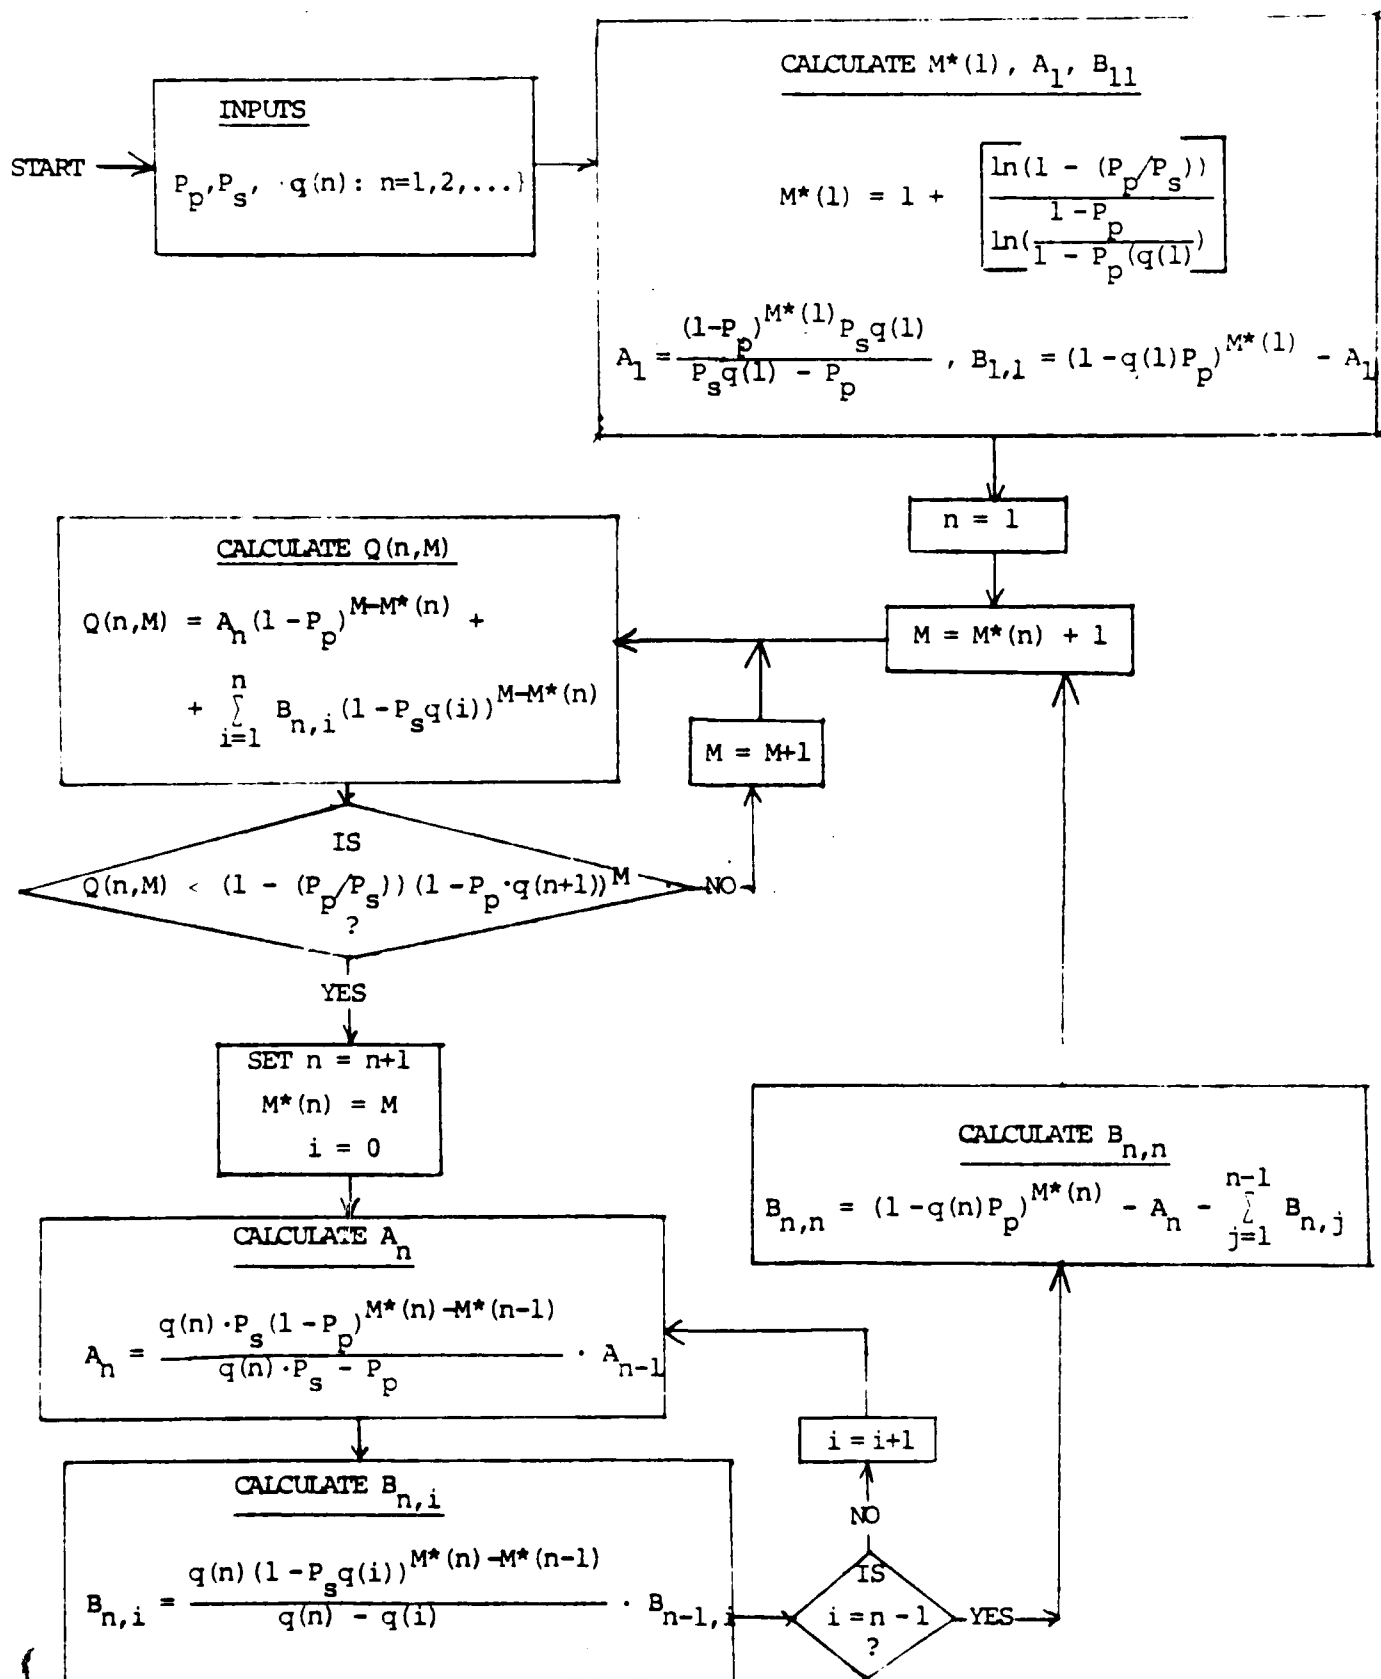 START
INPUTS
P_p, P_s, ·q(n): n=1,2,...}
CALCULATE M*(1), A_1, B_11
M*(1) = 1 + [ ln(1 - (P_p/P_s)) / ln( (1-P_p) / (1 - P_p(q(1)) ) ]
A_1 = (1-P_p)^M*(1) P_s q(1) / P_s q(1) - P_p , B_1,1 = (1-q(1)P_p)^M*(1) - A_1
n = 1
M = M*(n) + 1
CALCULATE Q(n,M)
Q(n,M) = A_n(1-P_p)^M-M*(n) +
+ Σ_i=1^n B_n,i(1-P_s q(i))^M-M*(n)
M = M+1
IS
Q(n,M) < (1 - (P_p/P_s))(1-P_p·q(n+1))^M
?
NO
YES
SET n = n+1
M*(n) = M
i = 0
CALCULATE A_n
A_n = q(n)·P_s(1-P_p)^M*(n)-M*(n-1) / q(n)·P_s - P_p · A_n-1
CALCULATE B_n,i
B_n,i = q(n)(1-P_s q(i))^M*(n)-M*(n-1) / q(n) - q(i) · B_n-1,i
IS
i = n - 1
?
NO
i = i+1
YES
CALCULATE B_n,n
B_n,n = (1-q(n)P_p)^M*(n) - A_n - Σ_j=1^n-1 B_n,j